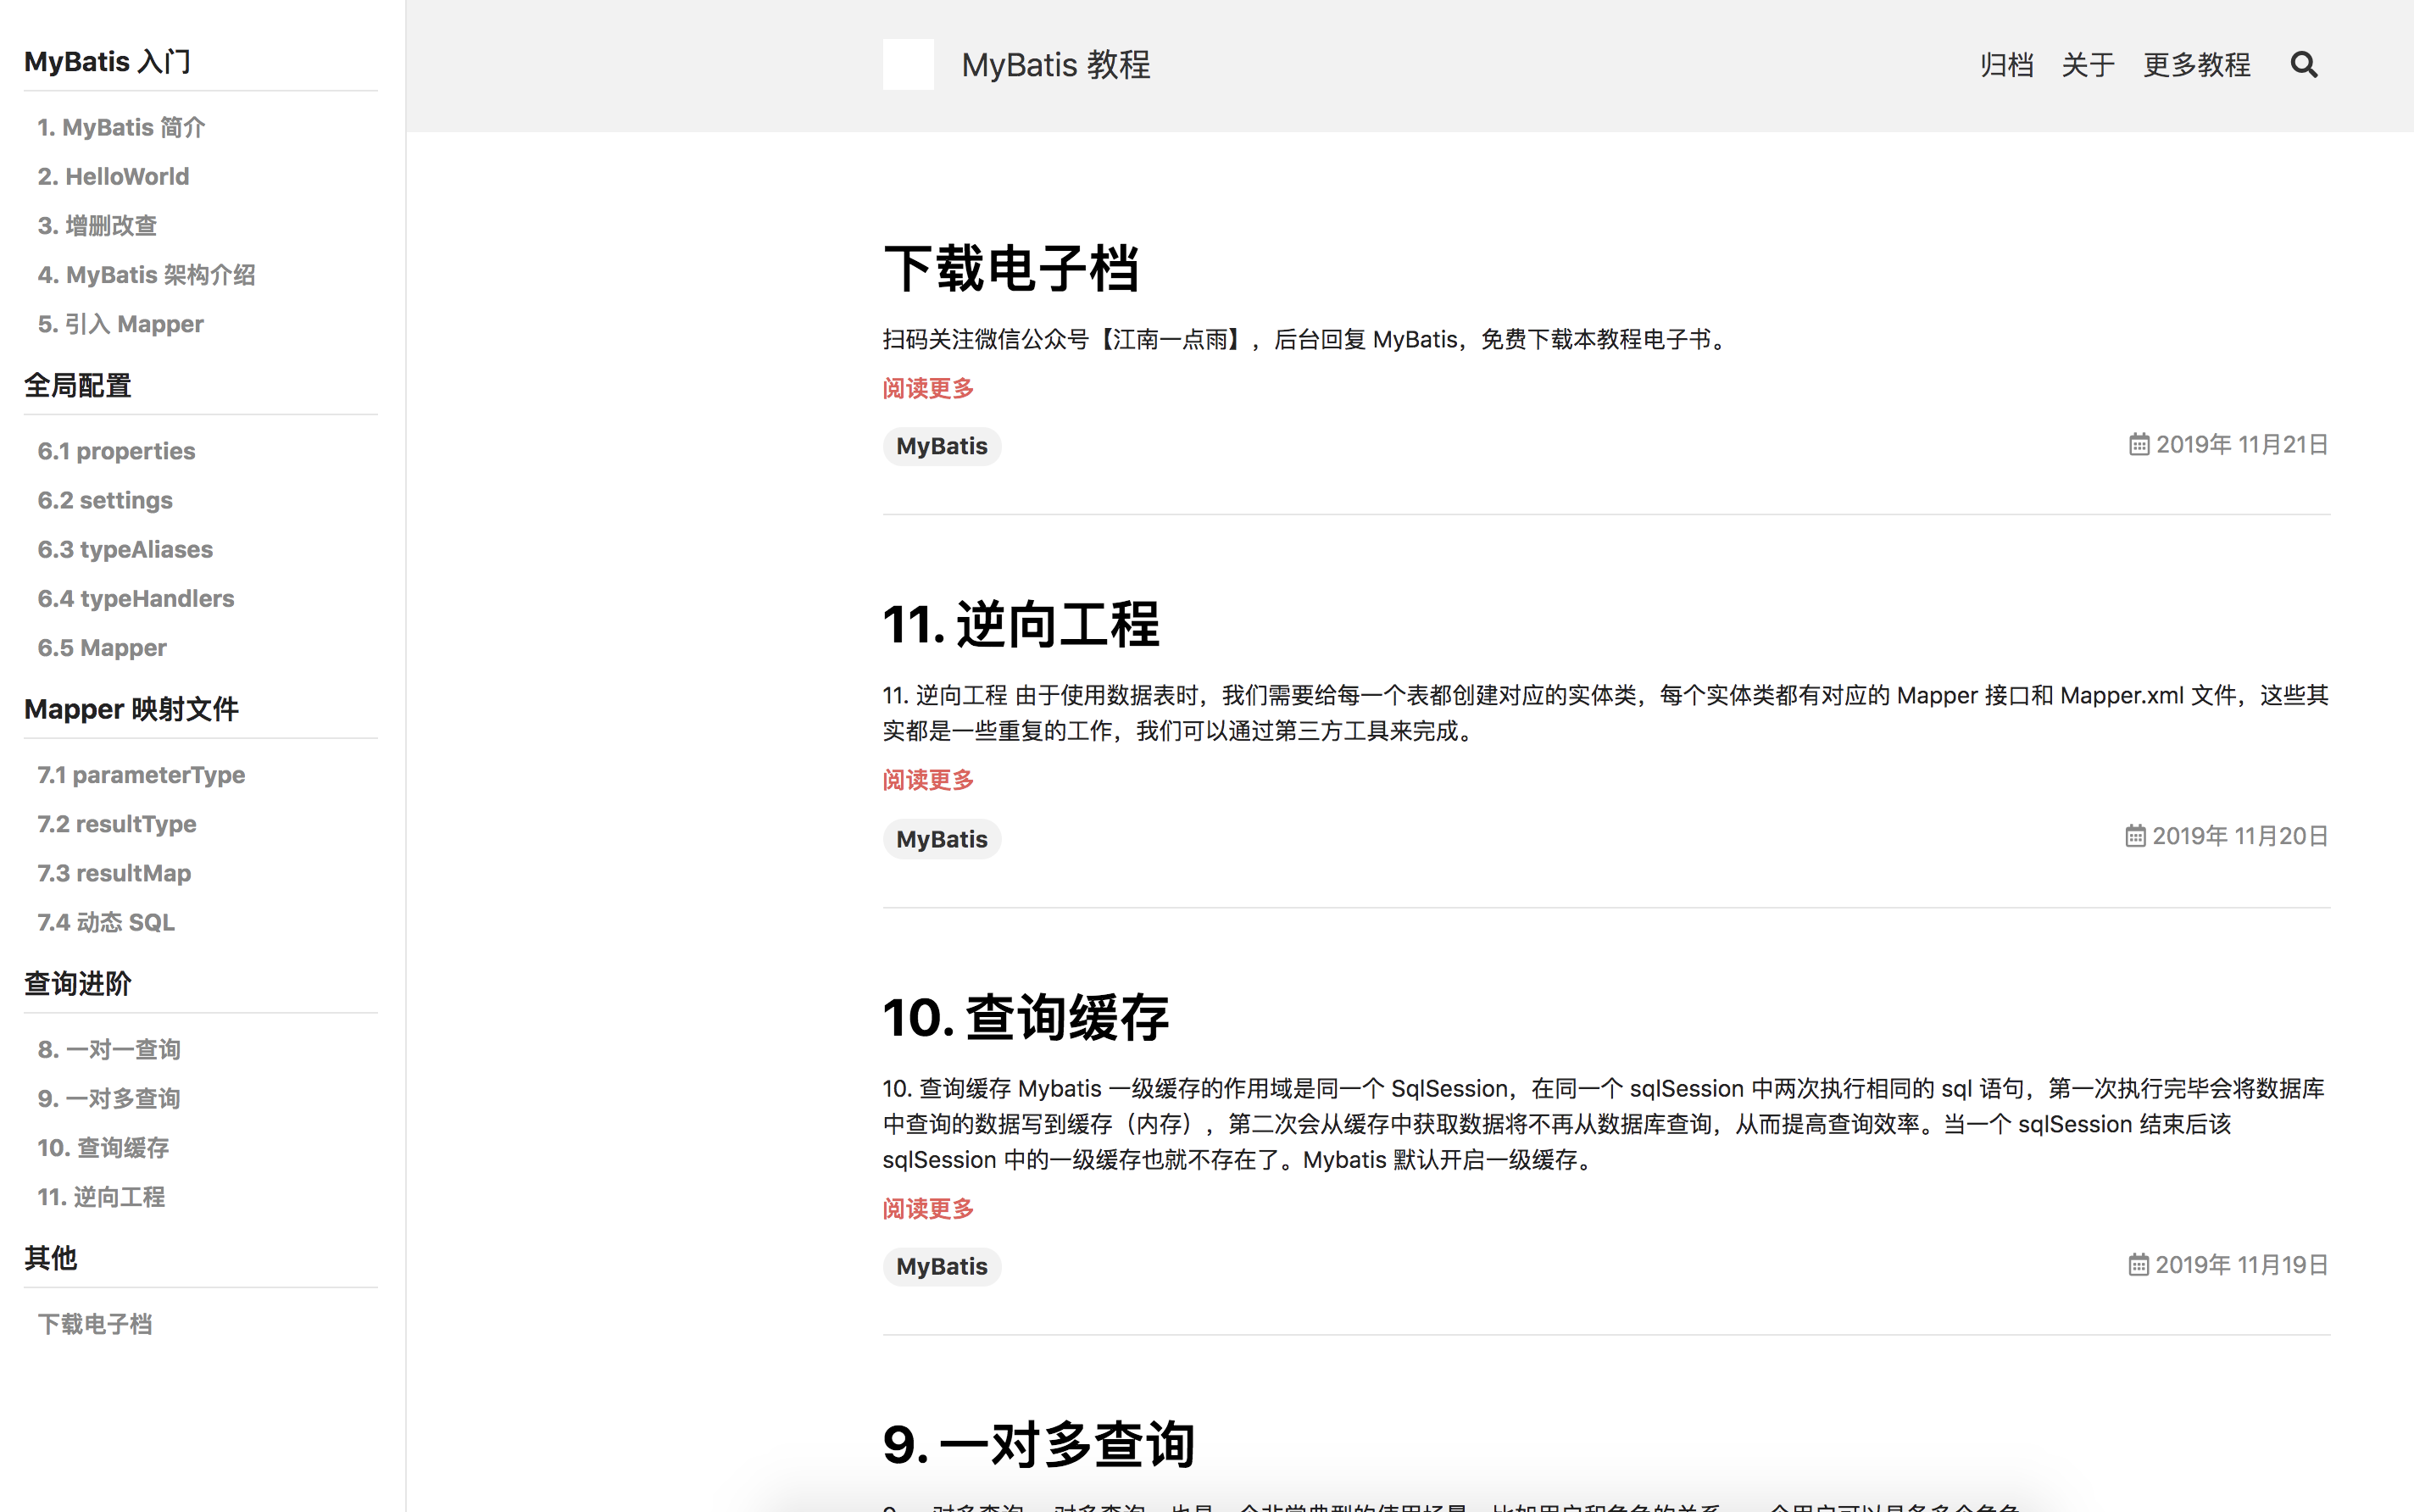 MyBatis 入门
1. MyBatis 简介
2. HelloWorld
3. 增删改查
4. MyBatis 架构介绍
5. 引入 Mapper
全局配置
6.1 properties
6.2 settings
6.3 typeAliases
6.4 typeHandlers
6.5 Mapper
Mapper 映射文件
7.1 parameterType
7.2 resultType
7.3 resultMap
7.4 动态 SQL
查询进阶
8. 一对一查询
9. 一对多查询
10. 查询缓存
11. 逆向工程
其他
下载电子档
MyBatis 教程
归档 关于 更多教程
下载电子档
扫码关注微信公众号【江南一点雨】，后台回复 MyBatis，免费下载本教程电子书。
阅读更多
MyBatis
2019年 11月21日
11. 逆向工程
11. 逆向工程 由于使用数据表时，我们需要给每一个表都创建对应的实体类，每个实体类都有对应的 Mapper 接口和 Mapper.xml 文件，这些其
实都是一些重复的工作，我们可以通过第三方工具来完成。
阅读更多
MyBatis
2019年 11月20日
10. 查询缓存
10. 查询缓存 Mybatis 一级缓存的作用域是同一个 SqlSession，在同一个 sqlSession 中两次执行相同的 sql 语句，第一次执行完毕会将数据库
中查询的数据写到缓存（内存），第二次会从缓存中获取数据将不再从数据库查询，从而提高查询效率。当一个 sqlSession 结束后该
sqlSession 中的一级缓存也就不存在了。Mybatis 默认开启一级缓存。
阅读更多
MyBatis
2019年 11月19日
9. 一对多查询